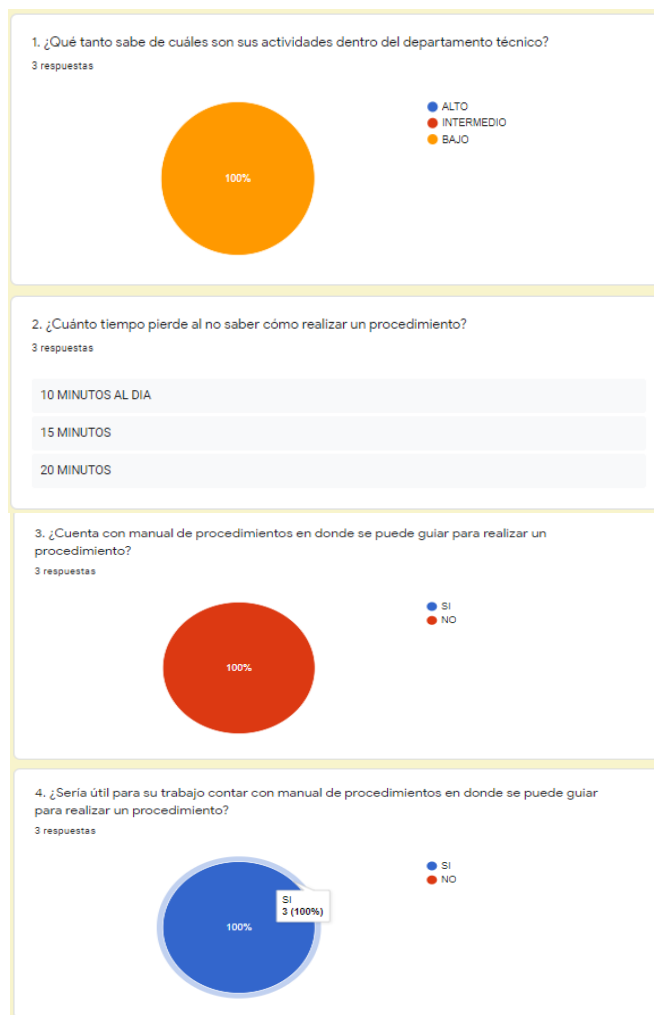 1. ¿Qué tanto sabe de cuáles son sus actividades dentro del departamento técnico?
3 respuestas
100%
ALTO
INTERMEDIO
BAJO
2. ¿Cuánto tiempo pierde al no saber cómo realizar un procedimiento?
3 respuestas
10 MINUTOS AL DIA
15 MINUTOS
20 MINUTOS
3. ¿Cuenta con manual de procedimientos en donde se puede guiar para realizar un
procedimiento?
3 respuestas
100%
SI
NO
4. ¿Sería útil para su trabajo contar con manual de procedimientos en donde se puede guiar
para realizar un procedimiento?
3 respuestas
100%
SI
3 (100%)
SI
NO